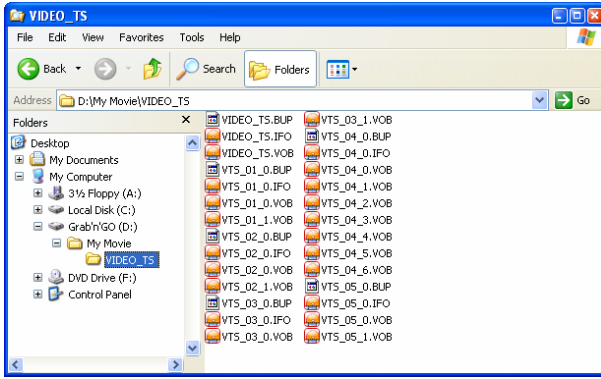 VIDEO_TS
File Edit View Favorites Tools Help
Back Search Folders
Address D:\My Movie\VIDEO_TS Go
Folders
Desktop
My Documents
My Computer
3½ Floppy (A:)
Local Disk (C:)
Grab'n'GO (D:)
My Movie
VIDEO_TS
DVD Drive (F:)
Control Panel
VIDEO_TS.BUP
VIDEO_TS.IFO
VIDEO_TS.VOB
VTS_01_0.BUP
VTS_01_0.IFO
VTS_01_0.VOB
VTS_01_1.VOB
VTS_02_0.BUP
VTS_02_0.IFO
VTS_02_0.VOB
VTS_02_1.VOB
VTS_03_0.BUP
VTS_03_0.IFO
VTS_03_0.VOB
VTS_03_1.VOB
VTS_04_0.BUP
VTS_04_0.IFO
VTS_04_0.VOB
VTS_04_1.VOB
VTS_04_2.VOB
VTS_04_3.VOB
VTS_04_4.VOB
VTS_04_5.VOB
VTS_04_6.VOB
VTS_05_0.BUP
VTS_05_0.IFO
VTS_05_0.VOB
VTS_05_1.VOB